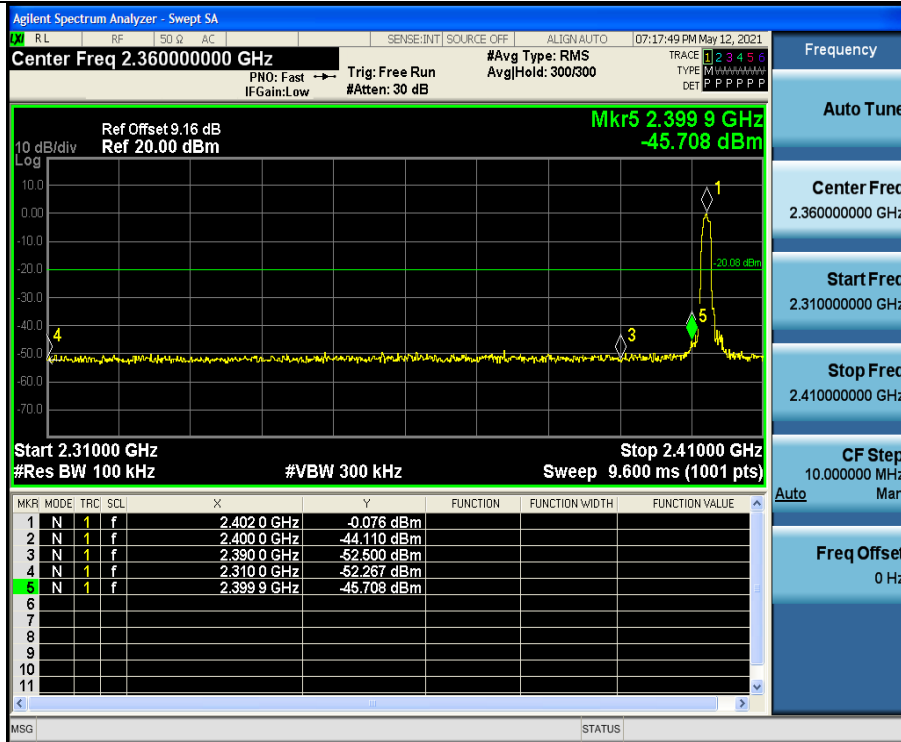 Agilent Spectrum Analyzer - Swept SA
LXI RL RF 50 Ω AC SENSE:INT SOURCE OFF ALIGNAUTO 07:17:49 PM May 12, 2021
Center Freq 2.360000000 GHz #Avg Type: RMS TRACE 1 2 3 4 5 6
PNO: Fast Trig: Free Run Avg|Hold: 300/300 TYPE M
IFGain:Low #Atten: 30 dB DET P P P P P P
Mkr5 2.399 9 GHz
-45.708 dBm
Ref Offset 9.16 dB
10 dB/div Ref 20.00 dBm
Log
10.0
0.00
-10.0
-20.0
-30.0
-40.0
-50.0
-60.0
-70.0
1
-20.08 dBm
5
4
3
Start 2.31000 GHz Stop 2.41000 GHz
#Res BW 100 kHz #VBW 300 kHz Sweep 9.600 ms (1001 pts)
MKR MODE TRC SCL X Y FUNCTION FUNCTION WIDTH FUNCTION VALUE
1 N 1 f 2.402 0 GHz -0.076 dBm
2 N 1 f 2.400 0 GHz -44.110 dBm
3 N 1 f 2.390 0 GHz -52.500 dBm
4 N 1 f 2.310 0 GHz -52.267 dBm
5 N 1 f 2.399 9 GHz -45.708 dBm
6
7
8
9
10
11
MSG STATUS
Frequency
Auto Tune
Center Freq
2.360000000 GHz
Start Freq
2.310000000 GHz
Stop Freq
2.410000000 GHz
CF Step
10.000000 MHz
Auto Man
Freq Offset
0 Hz